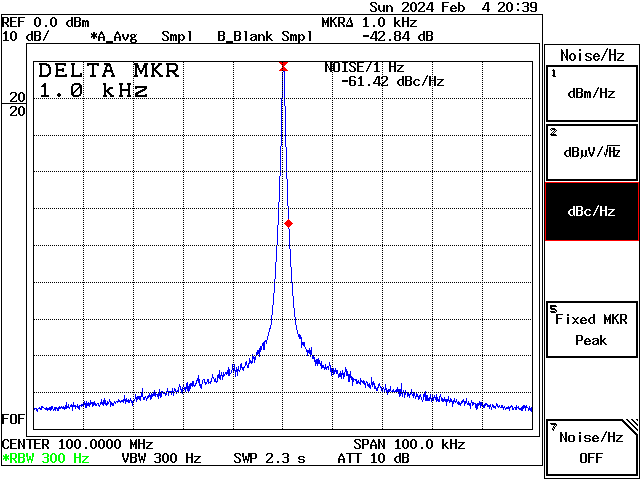 Sun 2024 Feb 4 20:39
REF 0.0 dBm MKRΔ 1.0 kHz
10 dB/ *A_Avg Smpl B_Blank Smpl -42.84 dB
DELTA MKR
1.0 kHz
NOISE/1 Hz
-61.42 dBc/Hz
20
20
FOF
CENTER 100.0000 MHz SPAN 100.0 kHz
*RBW 300 Hz VBW 300 Hz SWP 2.3 s ATT 10 dB
Noise/Hz
1
dBm/Hz
2
dBμV/√Hz
dBc/Hz
5
Fixed MKR
Peak
7
Noise/Hz
OFF